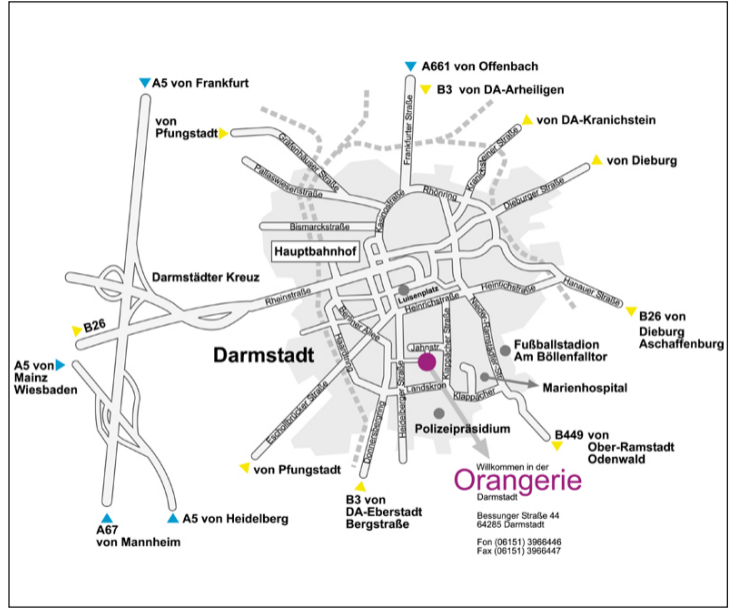 A661 von Offenbach
A5 von Frankfurt
B3 von DA-Arheiligen
von
Pfungstadt
von DA-Kranichstein
von Dieburg
Frankfurter Straße
Gräfenhäuser Straße
Kranichsteiner Straße
Pallaswiesenstraße
Kasinostraße
Rhönring
Dieburger Straße
Bismarckstraße
Hauptbahnhof
Darmstädter Kreuz
Rheinstraße
Luisenplatz
Heinrichstraße
Heinrichstraße
Hanauer Straße
B26
B26 von
Dieburg
Aschaffenburg
Berliner Allee
Haardtring
Nieder-Ramstädter-Str.
Klappacher Straße
Jahnstr.
Darmstadt
Fußballstadion
Am Böllenfalltor
A5 von
Mainz
Wiesbaden
Marienhospital
Landskron
Klappacher
Heidelberger Straße
Eschollbrücker Straße
Donnersbergring
Polizeipräsidium
B449 von
Ober-Ramstadt
Odenwald
von Pfungstadt
Willkommen in der
Orangerie
Darmstadt
B3 von
DA-Eberstadt
Bergstraße
Bessunger Straße 44
64285 Darmstadt
A5 von Heidelberg
A67
von Mannheim
Fon (06151) 3966446
Fax (06151) 3966447